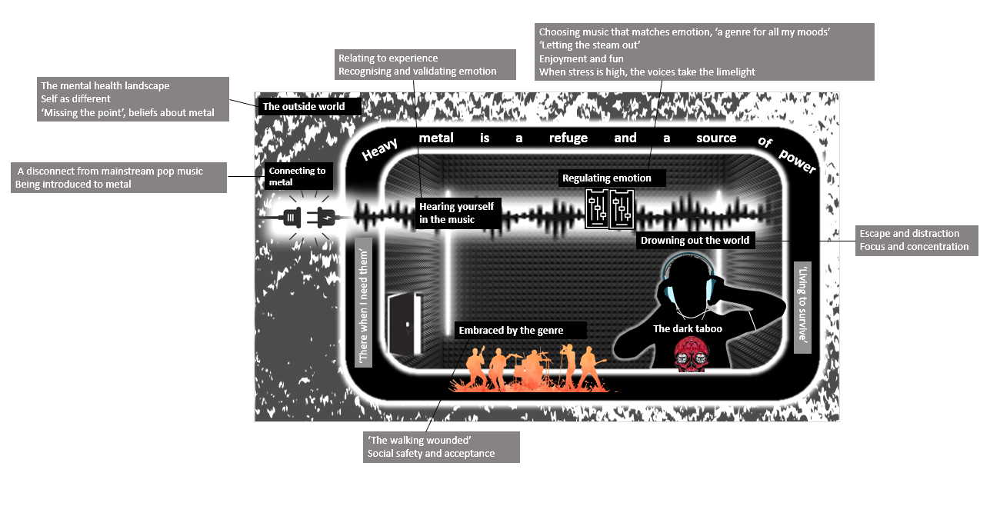 Choosing music that matches emotion, ‘a genre for all my moods’
‘Letting the steam out’
Enjoyment and fun
When stress is high, the voices take the limelight
Relating to experience
Recognising and validating emotion
The mental health landscape
Self as different
‘Missing the point’, beliefs about metal
The outside world
Heavy metal is a refuge and a source of power
A disconnect from mainstream pop music
Being introduced to metal
Connecting to
metal
Regulating emotion
Hearing yourself
in the music
Drowning out the world
Escape and distraction
Focus and concentration
‘There when I need them’
‘Living to survive’
Embraced by the genre
The dark taboo
‘The walking wounded’
Social safety and acceptance